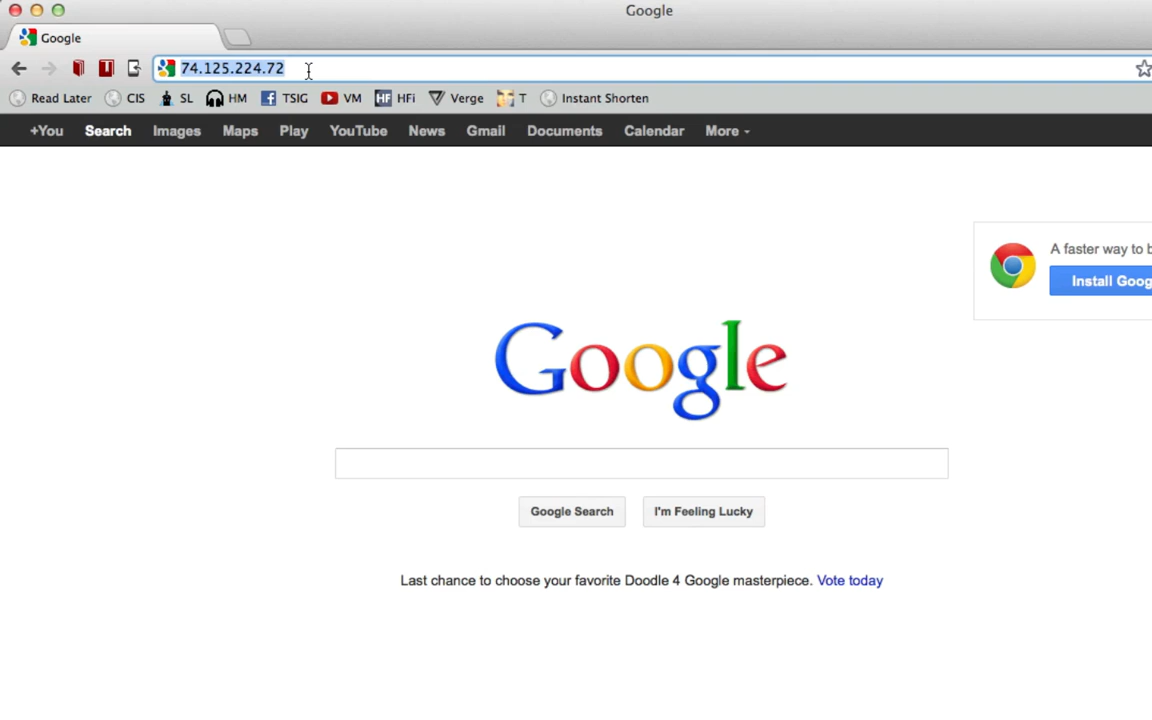 Google
Google
74.125.224.72
Read Later CIS SL HM TSIG VM HFi Verge T Instant Shorten
+You Search Images Maps Play YouTube News Gmail Documents Calendar More
A faster way to b
Install Goog
Google
Google Search I'm Feeling Lucky
Last chance to choose your favorite Doodle 4 Google masterpiece. Vote today